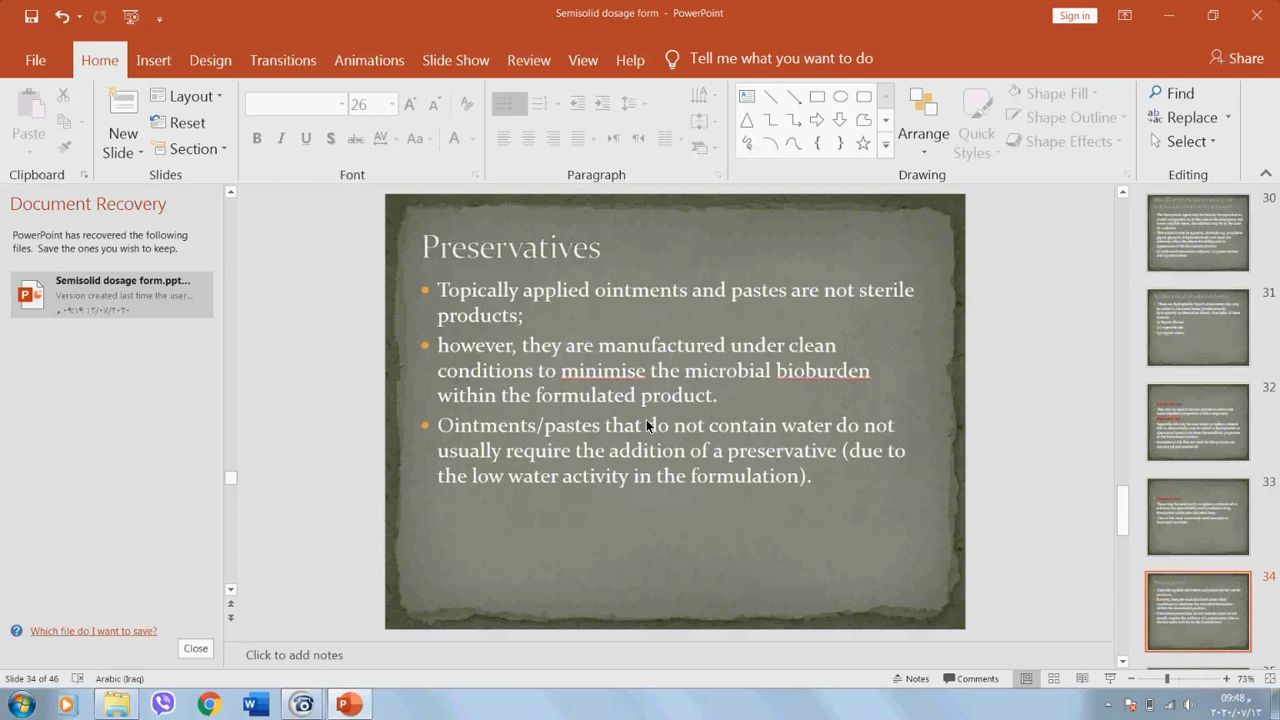 Semisolid dosage form - PowerPoint
Sign in
File
Home
Insert
Design
Transitions
Animations
Slide Show
Review
View
Help
Tell me what you want to do
Share
Paste
New
Slide
Layout
Reset
Section
26
Arrange
Quick
Styles
Shape Fill
Shape Outline
Shape Effects
Find
Replace
Select
Clipboard
Slides
Font
Paragraph
Drawing
Editing
Document Recovery
PowerPoint has recovered the following
files. Save the ones you wish to keep.
Semisolid dosage form.ppt...
Version created last time the user...
Which file do I want to save?
Close
Preservatives
Topically applied ointments and pastes are not sterile
products;
however, they are manufactured under clean
conditions to minimise the microbial bioburden
within the formulated product.
Ointments/pastes that do not contain water do not
usually require the addition of a preservative (due to
the low water activity in the formulation).
30
31
32
33
34
Click to add notes
Slide 34 of 46
Arabic (Iraq)
Notes
Comments
73%
09:48 م
٢٠٢٠/٠٧/١٣